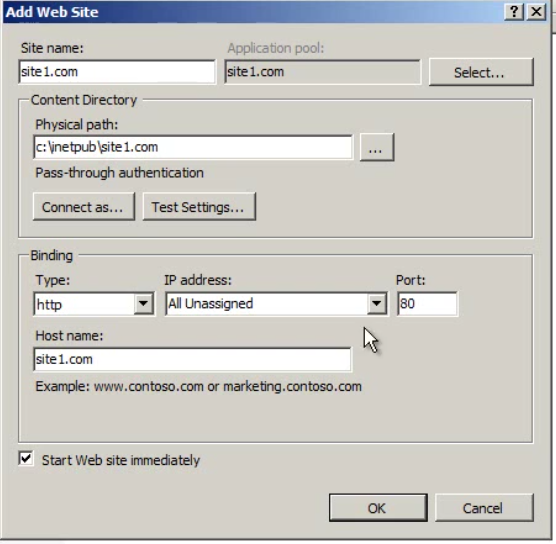 Add Web Site
Site name: Application pool:
site1.com site1.com Select...
Content Directory
Physical path:
c:\inetpub\site1.com ...
Pass-through authentication
Connect as... Test Settings...
Binding
Type: IP address: Port:
http All Unassigned 80
Host name:
site1.com
Example: www.contoso.com or marketing.contoso.com
Start Web site immediately
OK Cancel